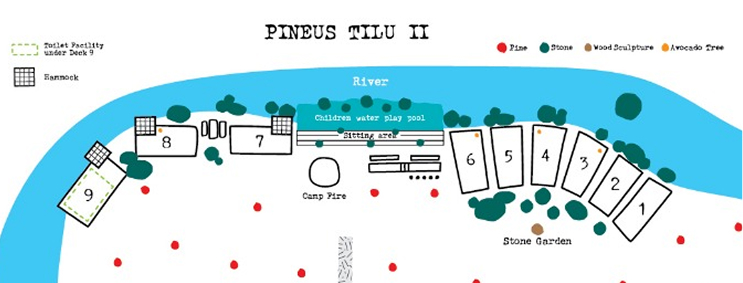 PINEUS TILU II
Toilet Facility
under Deck 9
Hammock
Pine
Stone
Wood Sculpture
Avocado Tree
River
Children water play pool
Sitting area
Camp Fire
Stone Garden
9
8
7
6
5
4
3
2
1